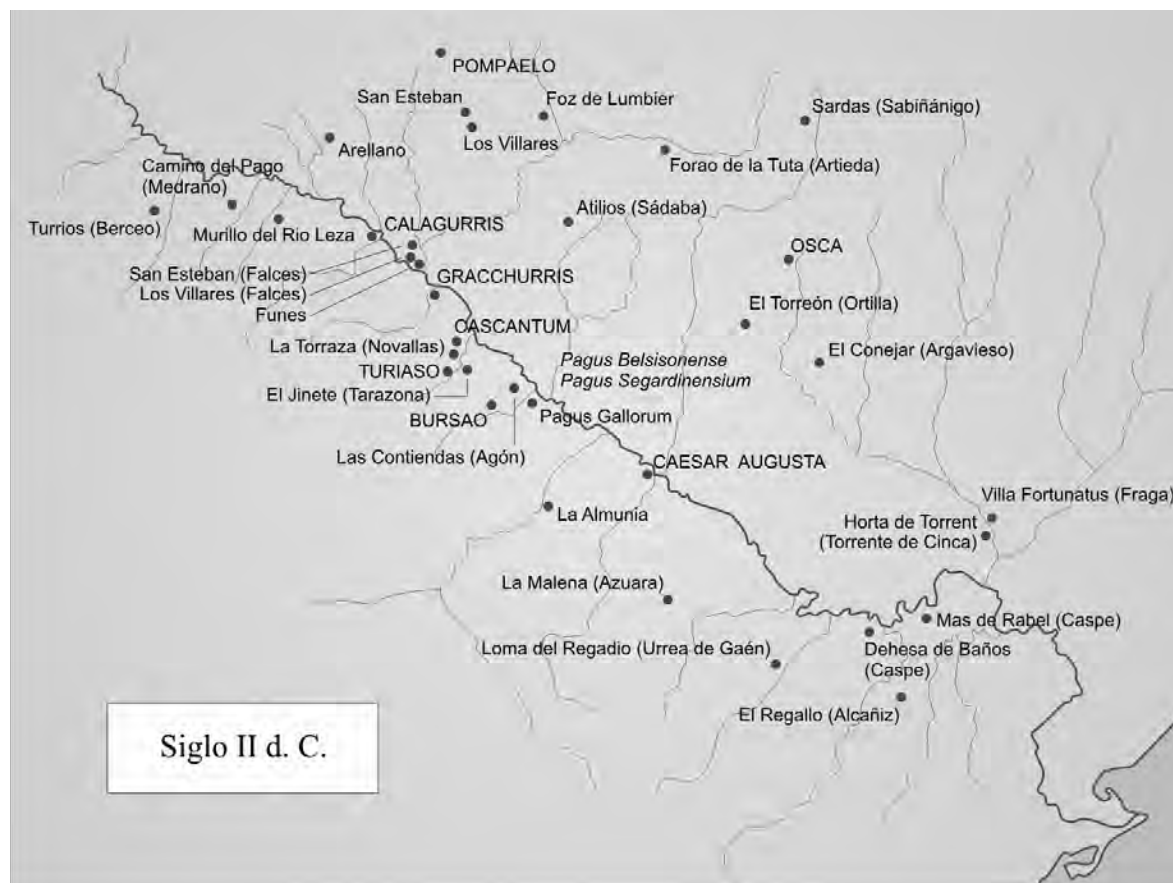 POMPAELO
San Esteban
Foz de Lumbier
Sardas (Sabiñánigo)
Los Villares
Arellano
Forao de la Tuta (Artieda)
Camino del Pago
(Medrano)
Turrios (Berceo)
Murillo del Rio Leza
CALAGURRIS
Atilios (Sádaba)
OSCA
San Esteban (Falces)
Los Villares (Falces)
Funes
GRACCHURRIS
El Torreón (Ortilla)
CASCANTUM
La Torraza (Novallas)
El Conejar (Argavieso)
Pagus Belsisonense
Pagus Segardinensium
TURIASO
El Jinete (Tarazona)
BURSAO
Pagus Gallorum
Las Contiendas (Agón)
CAESAR AUGUSTA
Villa Fortunatus (Fraga)
La Almunia
Horta de Torrent
(Torrente de Cinca)
La Malena (Azuara)
Mas de Rabel (Caspe)
Loma del Regadio (Urrea de Gaén)
Dehesa de Baños
(Caspe)
El Regallo (Alcañiz)
Siglo II d. C.